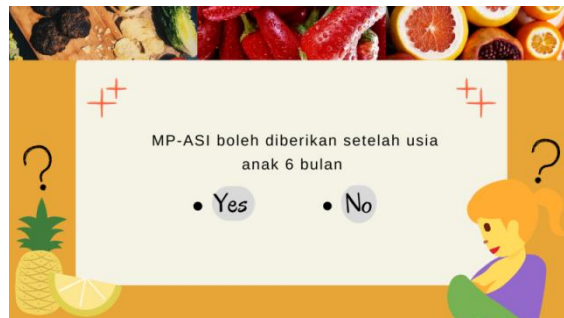 MP-ASI boleh diberikan setelah usia
anak 6 bulan
• Yes • No